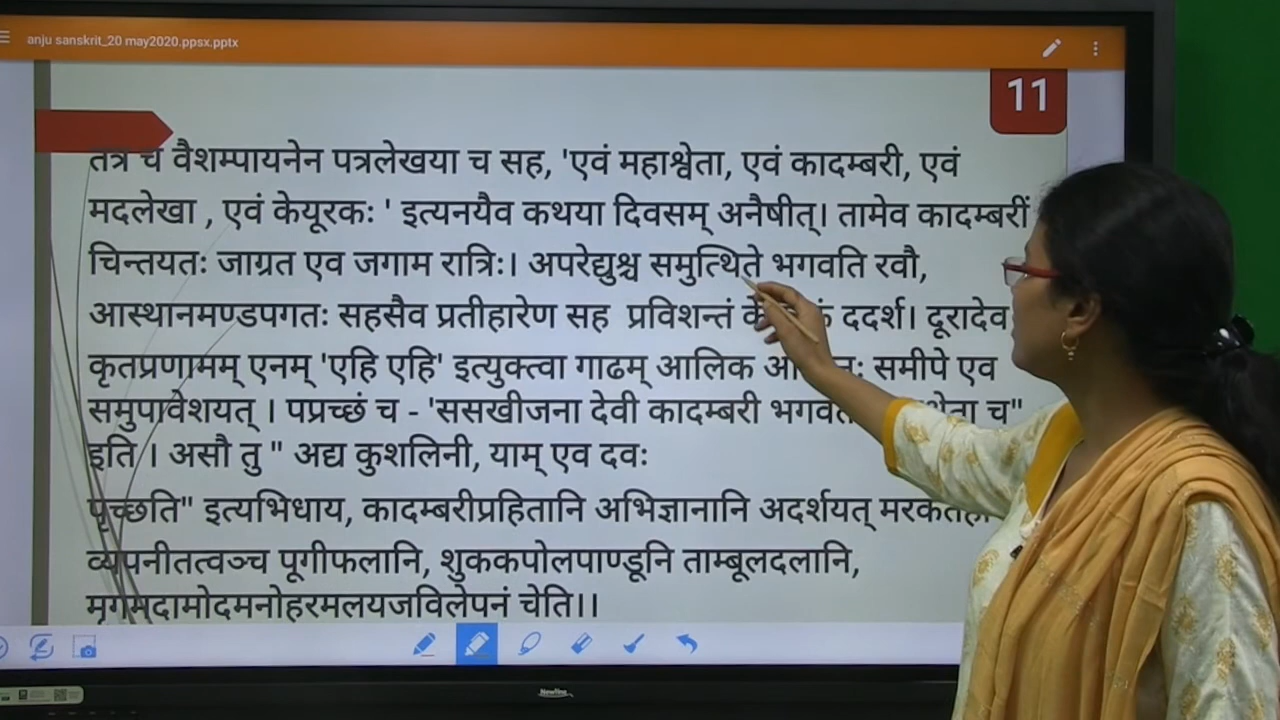 anju sanskrit_20 may2020.ppsx.pptx
11
तत्र च वैशम्पायनेन पत्रलेखया च सह, 'एवं महाश्वेता, एवं कादम्बरी, एवं
मदलेखा , एवं केयूरकः ' इत्यनयैव कथया दिवसम् अनैषीत्। तामेव कादम्बरीं
चिन्तयतः जाग्रत एव जगाम रात्रिः। अपरेद्युश्च समुत्थिते भगवति रवौ,
आस्थानमण्डपगतः सहसैव प्रतीहारेण सह प्रविशन्तं ददर्श। दूरादेव
कृतप्रणामम् एनम् 'एहि एहि' इत्युक्त्वा गाढम् आलिक समीपे एव
समुपावेशयत् । पप्रच्छं च - 'ससखीजना देवी कादम्बरी च"
इति । असौ तु " अद्य कुशलिनी, याम् एव दवः
पृच्छति" इत्यभिधाय, कादम्बरीप्रहितानि अभिज्ञानानि अदर्शयत्
व्यपनीतत्वञ्च पूगीफलानि, शुककपोलपाण्डूनि ताम्बूलदलानि,
मृगमदामोदमनोहरमलयजविलेपनं चेति।।
Newline